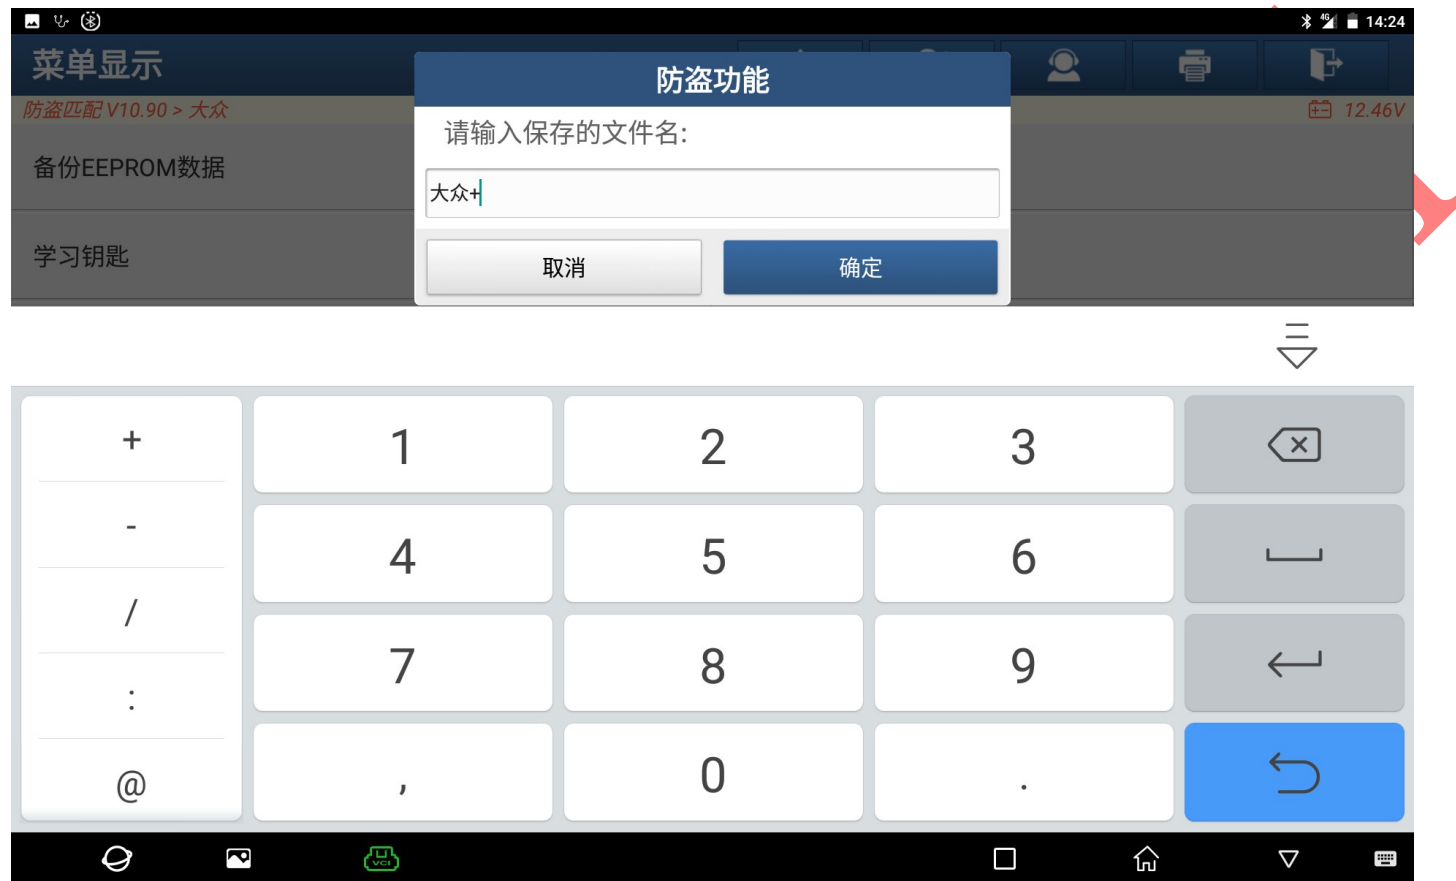 14:24
菜单显示
防盗匹配 V10.90 > 大众
12.46V
备份EEPROM数据
学习钥匙
防盗功能
请输入保存的文件名:
大众+
取消
确定
+ 1 2 3
- 4 5 6
/
7 8 9
:
@ , 0 .
VCI
4G